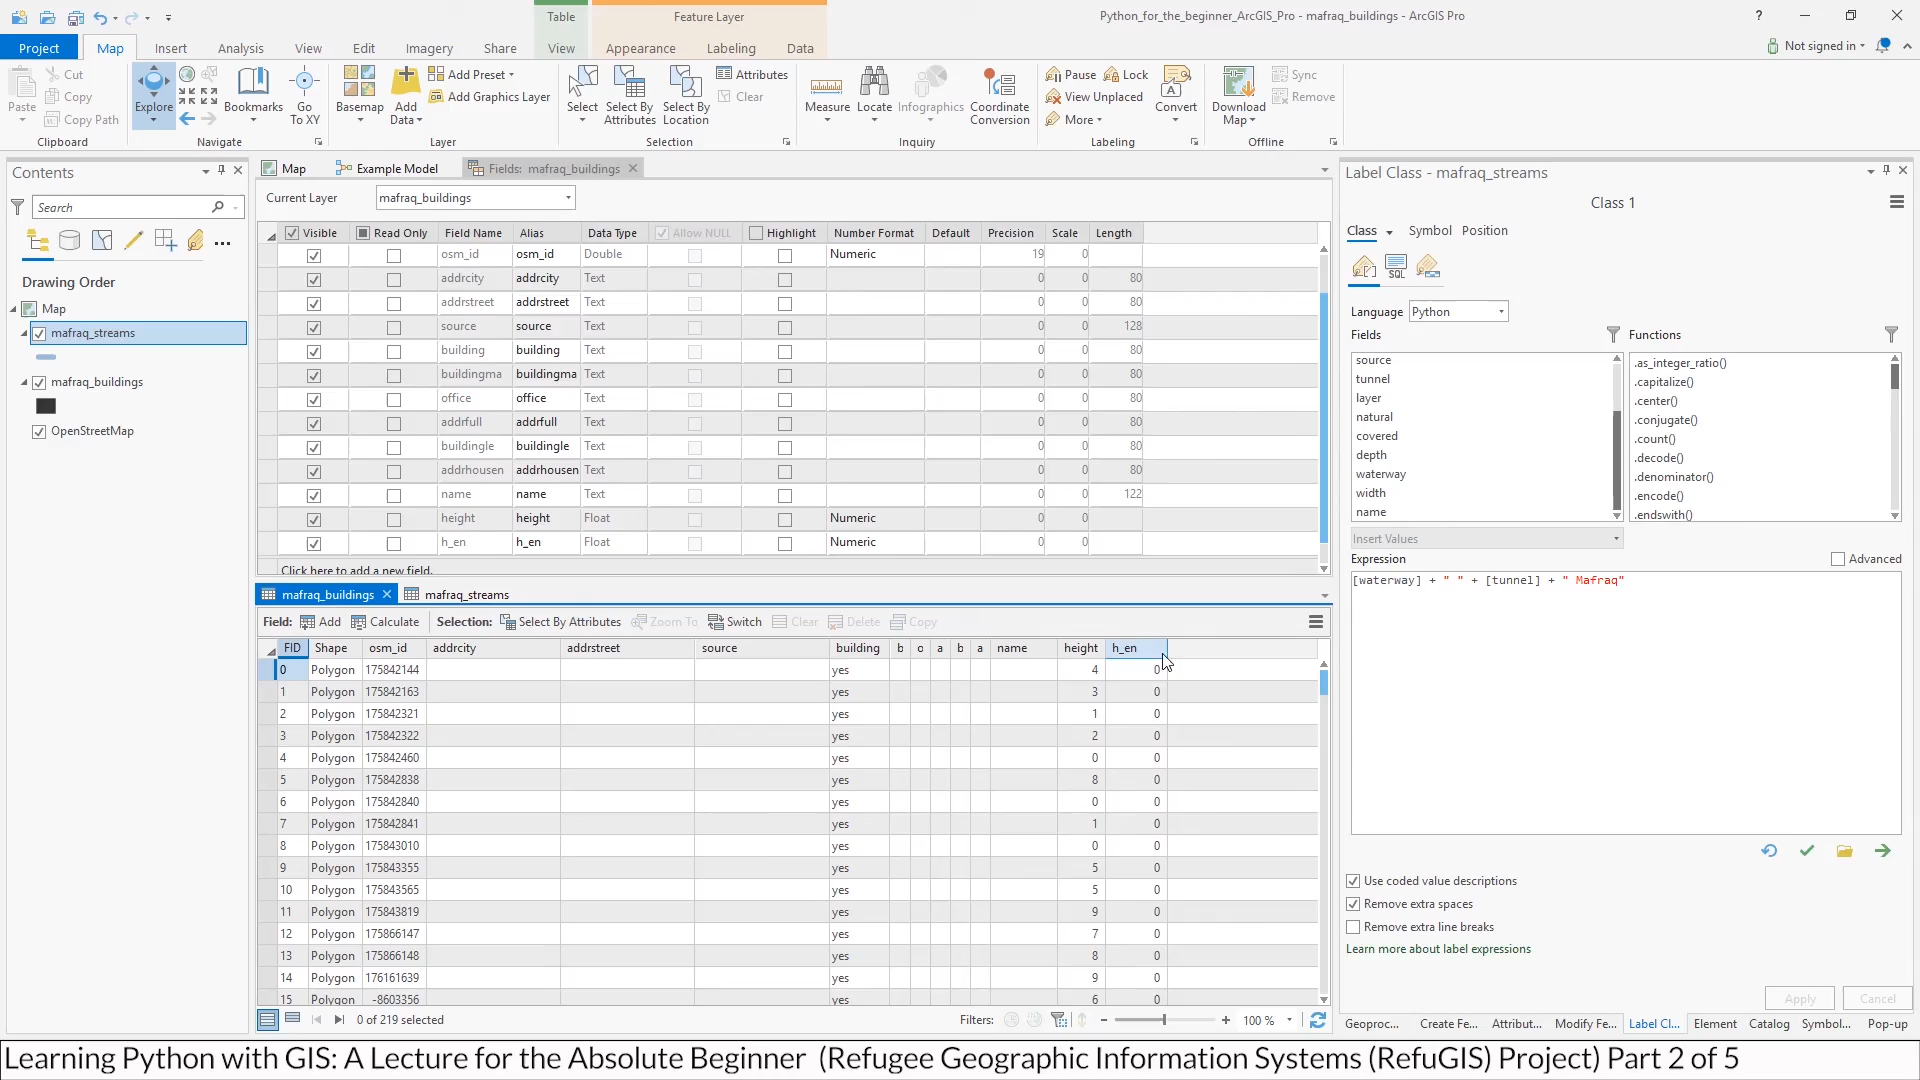 Table
Feature Layer
Python_for_the_beginner_ArcGIS_Pro - mafraq_buildings - ArcGIS Pro
?
Project Map Insert Analysis View Edit Imagery Share View Appearance Labeling Data
Not signed in
Paste Cut Copy Copy Path
Clipboard
Explore Bookmarks Go To XY
Navigate
Basemap Add Data Add Preset Add Graphics Layer
Layer
Select Select By Attributes Select By Location Attributes Clear
Selection
Measure Locate Infographics Coordinate Conversion
Inquiry
Pause Lock View Unplaced More Convert
Labeling
Download Map Sync Remove
Offline
Contents
Search
Drawing Order
Map
mafraq_streams
mafraq_buildings
OpenStreetMap
Map Example Model Fields: mafraq_buildings
Current Layer mafraq_buildings
Visible Read Only Field Name Alias Data Type Allow NULL Highlight Number Format Default Precision Scale Length
osm_id osm_id Double Numeric 19 0
addrcity addrcity Text 0 0 80
addrstreet addrstreet Text 0 0 80
source source Text 0 0 128
building building Text 0 0 80
buildingma buildingma Text 0 0 80
office office Text 0 0 80
addrfull addrfull Text 0 0 80
buildingle buildingle Text 0 0 80
addrhousen addrhousen Text 0 0 80
name name Text 0 0 122
height height Float Numeric 0 0
h_en h_en Float Numeric 0 0
Click here to add a new field.
mafraq_buildings mafraq_streams
Field: Add Calculate Selection: Select By Attributes Zoom To Switch Clear Delete Copy
FID Shape osm_id addrcity addrstreet source building b o a b a name height h_en
0 Polygon 175842144 yes 4 0
1 Polygon 175842163 yes 3 0
2 Polygon 175842321 yes 1 0
3 Polygon 175842322 yes 2 0
4 Polygon 175842460 yes 0 0
5 Polygon 175842838 yes 8 0
6 Polygon 175842840 yes 0 0
7 Polygon 175842841 yes 1 0
8 Polygon 175843010 yes 0 0
9 Polygon 175843355 yes 5 0
10 Polygon 175843565 yes 5 0
11 Polygon 175843819 yes 9 0
12 Polygon 175866147 yes 7 0
13 Polygon 175866148 yes 8 0
14 Polygon 176161639 yes 9 0
15 Polygon -8603356 yes 6 0
0 of 219 selected
Filters: 100 %
Label Class - mafraq_streams
Class 1
Class Symbol Position
SQL
Language Python
Fields Functions
source
tunnel
layer
natural
covered
depth
waterway
width
name
.as_integer_ratio()
.capitalize()
.center()
.conjugate()
.count()
.decode()
.denominator()
.encode()
.endswith()
Insert Values
Expression Advanced
[waterway] + " " + [tunnel] + " Mafraq"
Use coded value descriptions
Remove extra spaces
Remove extra line breaks
Learn more about label expressions
Apply Cancel
Geoproc... Create Fe... Attribut... Modify Fe... Label Cl... Element Catalog Symbol... Pop-up
Learning Python with GIS: A Lecture for the Absolute Beginner (Refugee Geographic Information Systems (RefuGIS) Project) Part 2 of 5